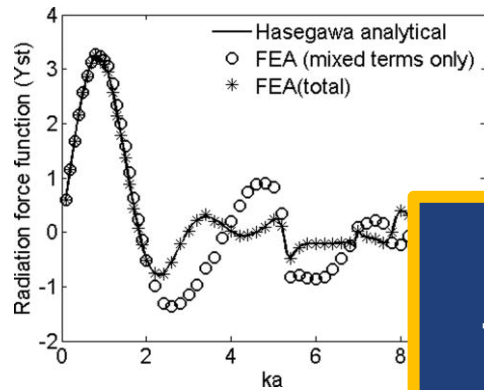 4
3
2
1
0
-1
-2
Radiation force function (Yst)
Hasegawa analytical
FEA (mixed terms only)
FEA(total)
0 2 4 6 8
ka